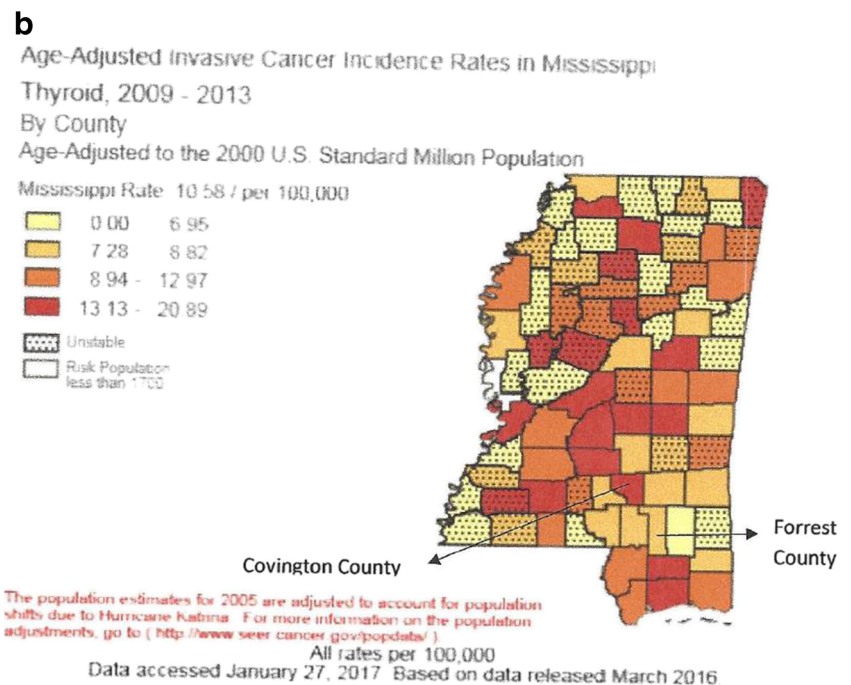 b
Age-Adjusted Invasive Cancer Incidence Rates in Mississippi
Thyroid, 2009 - 2013
By County
Age-Adjusted to the 2000 U.S. Standard Million Population
Mississippi Rate 10.58 / per 100,000
0.00 6.95
7.28 8.82
8.94 - 12.97
13.13 - 20.89
Unstable
Risk Population
less than 1700
Forrest
County
Covington County
The population estimates for 2005 are adjusted to account for population
shifts due to Hurricane Katrina For more information on the population
adjustments, go to ( http //www seer cancer gov/popdata/ )
All rates per 100,000
Data accessed January 27, 2017 Based on data released March 2016